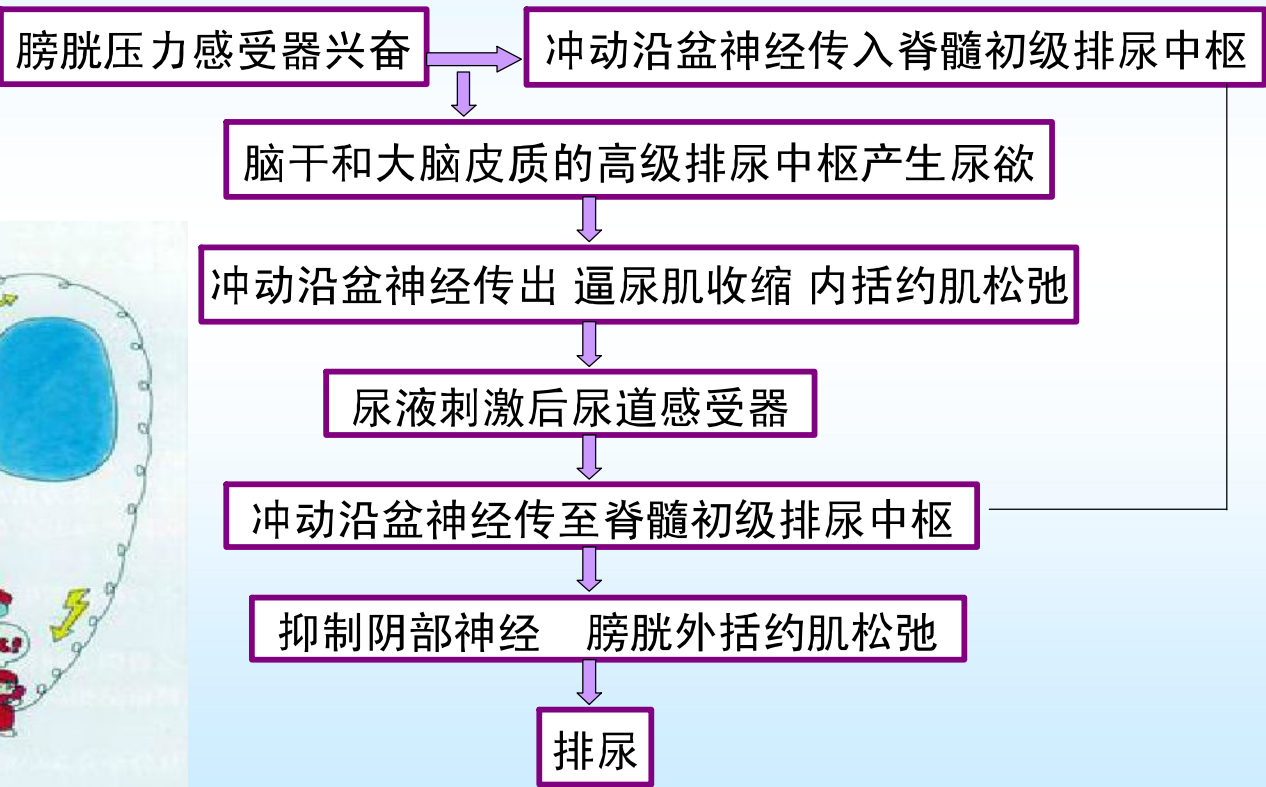 膀胱压力感受器兴奋
冲动沿盆神经传入脊髓初级排尿中枢
脑干和大脑皮质的高级排尿中枢产生尿欲
冲动沿盆神经传出 逼尿肌收缩 内括约肌松弛
尿液刺激后尿道感受器
冲动沿盆神经传至脊髓初级排尿中枢
抑制阴部神经 膀胱外括约肌松弛
排尿